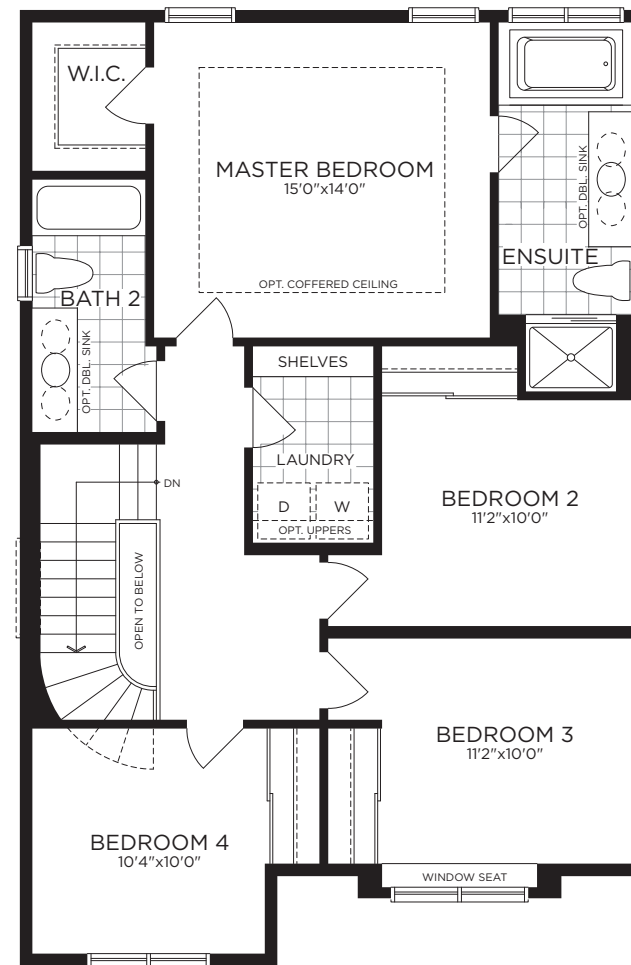 W.I.C.
MASTER BEDROOM
15'0"x14'0"
OPT. COFFERED CEILING
OPT. DBL. SINK
ENSUITE
BATH 2
OPT. DBL. SINK
SHELVES
LAUNDRY
D
W
OPT. UPPERS
DN
OPEN TO BELOW
BEDROOM 2
11'2"x10'0"
BEDROOM 3
11'2"x10'0"
BEDROOM 4
10'4"x10'0"
WINDOW SEAT